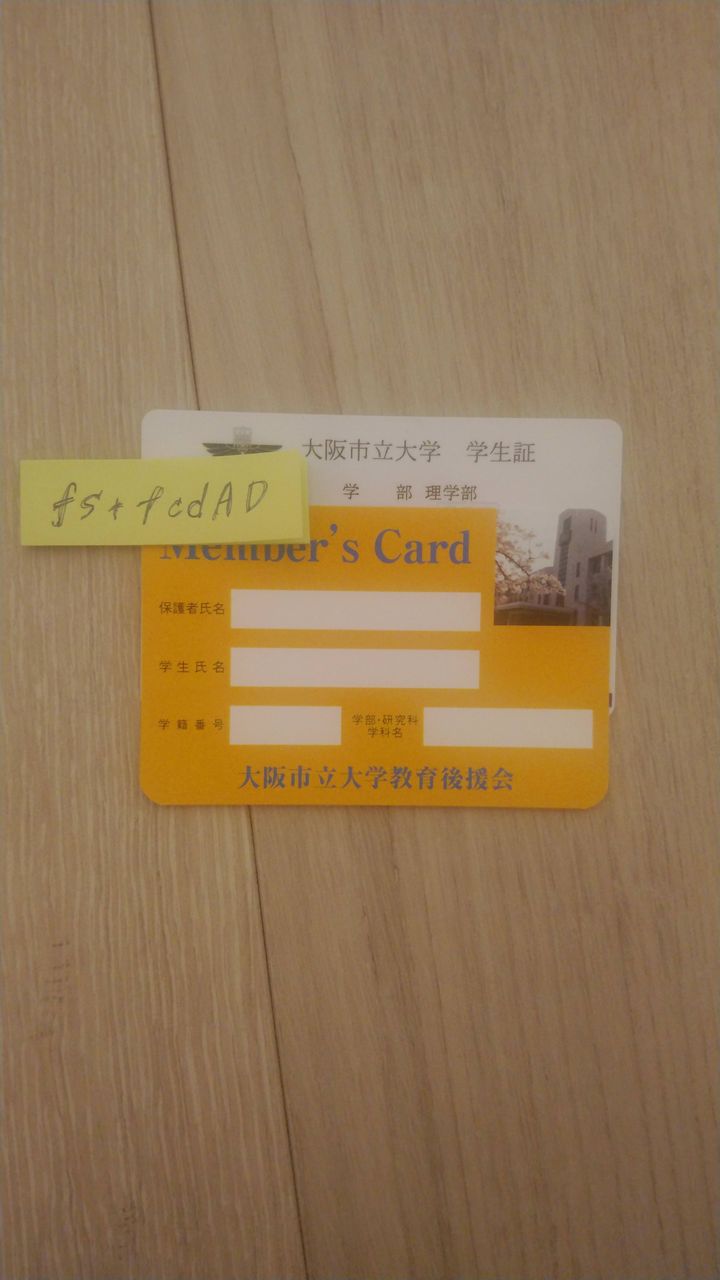 大阪市立大学 学生証
学 部 理学部
fstfcdAD
Member's Card
保護者氏名
学生氏名
学籍番号
学部・研究科
学科名
大阪市立大学教育後援会